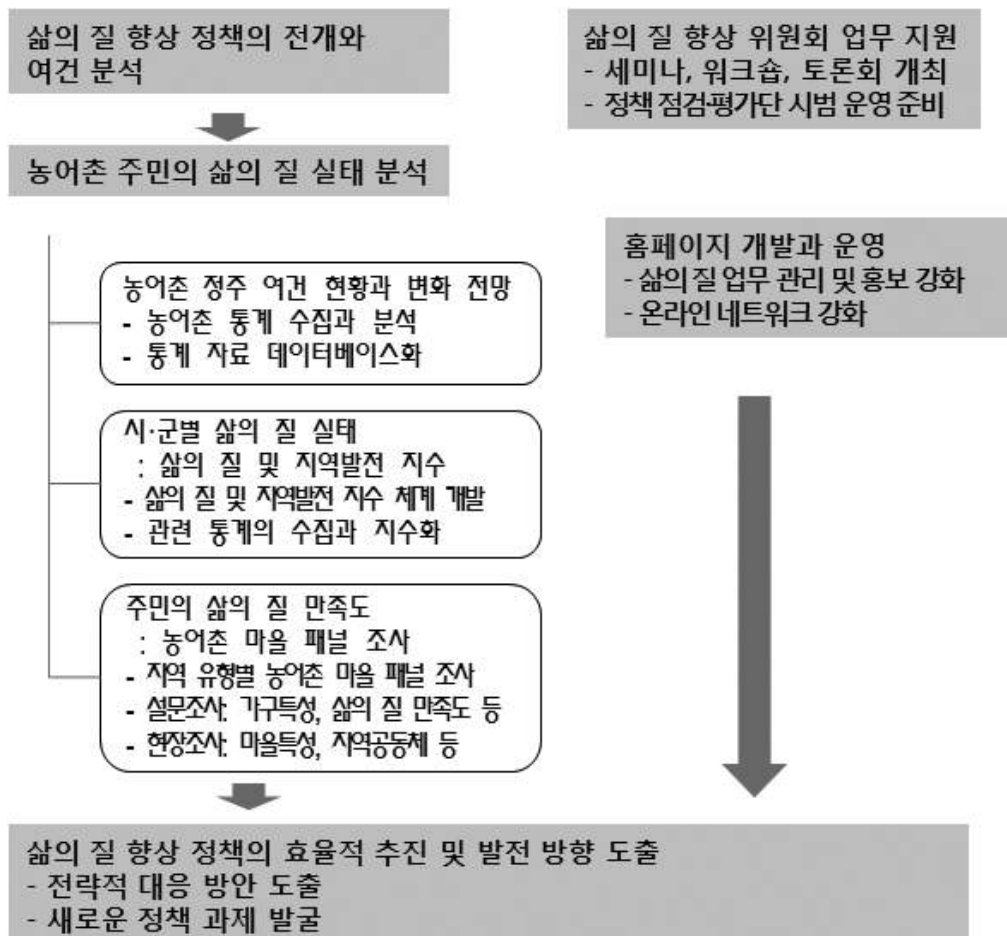 삶의 질 향상 정책의 전개와
여건 분석
농어촌 주민의 삶의 질 실태 분석
농어촌 정주 여건 현황과 변화 전망
- 농어촌 통계 수집과 분석
- 통계 자료 데이터베이스화
시·군별 삶의 질 실태
: 삶의 질 및 지역발전 지수
- 삶의 질 및 지역발전 지수 체계 개발
- 관련 통계의 수집과 지수화
주민의 삶의 질 만족도
: 농어촌 마을 패널 조사
- 지역 유형별 농어촌 마을 패널 조사
- 설문조사: 가구특성, 삶의 질 만족도 등
- 현장조사: 마을특성, 지역공동체 등
삶의 질 향상 위원회 업무 지원
- 세미나, 워크숍, 토론회 개최
- 정책 점검·평가단 시범 운영 준비
홈페이지 개발과 운영
- 삶의 질 업무 관리 및 홍보 강화
- 온라인 네트워크 강화
삶의 질 향상 정책의 효율적 추진 및 발전 방향 도출
- 전략적 대응 방안 도출
- 새로운 정책 과제 발굴